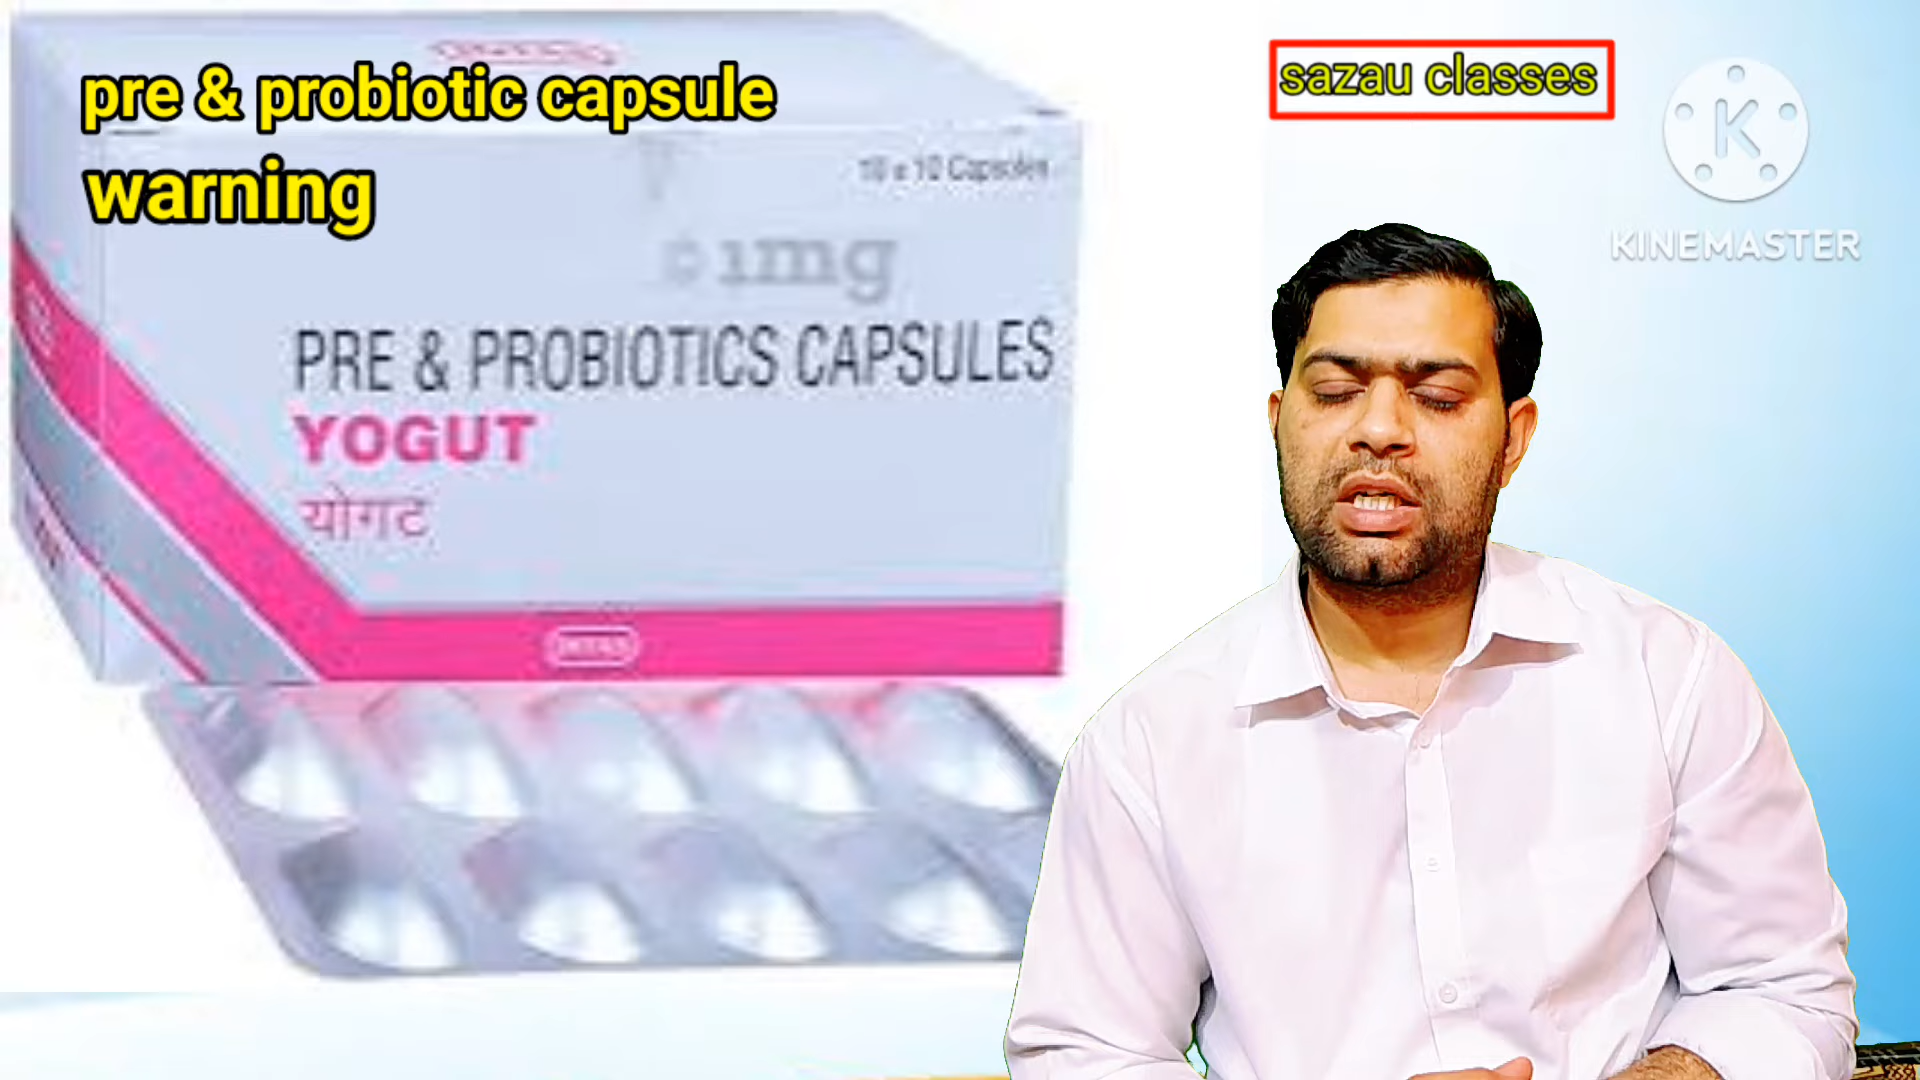 pre & probiotic capsule
warning
sazau classes
K
KINEMASTER
10 x 10 Capsules
1mg
PRE & PROBIOTICS CAPSULES
YOGUT
योगट